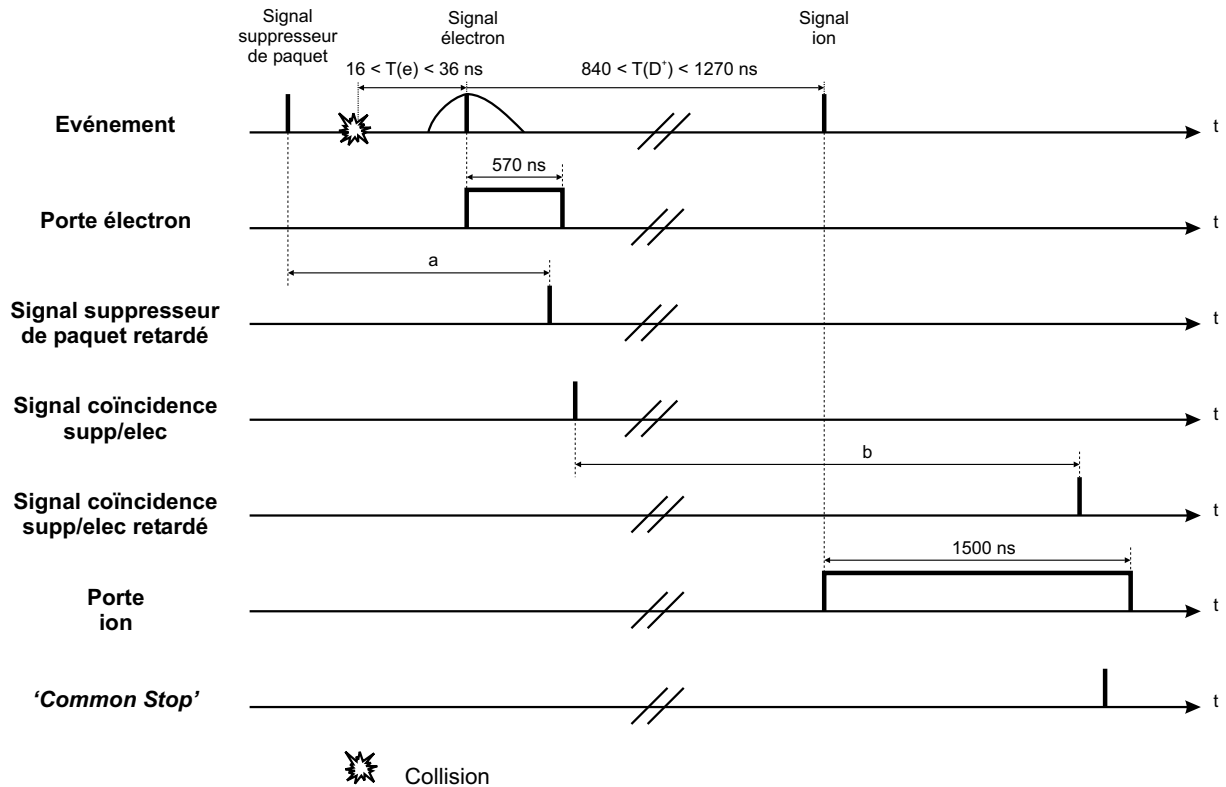 Signal
suppresseur
de paquet
Signal
électron
Signal
ion
16 < T(e) < 36 ns
840 < T(D⁺) < 1270 ns
Evénement
t
570 ns
Porte électron
t
a
Signal suppresseur
de paquet retardé
t
Signal coïncidence
supp/elec
t
b
Signal coïncidence
supp/elec retardé
t
1500 ns
Porte
ion
t
‘Common Stop’
t
Collision